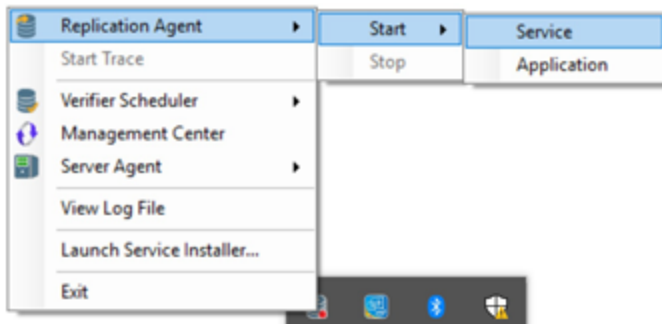 Replication Agent
Start
Service
Start Trace
Stop
Application
Verifier Scheduler
Management Center
Server Agent
View Log File
Launch Service Installer...
Exit